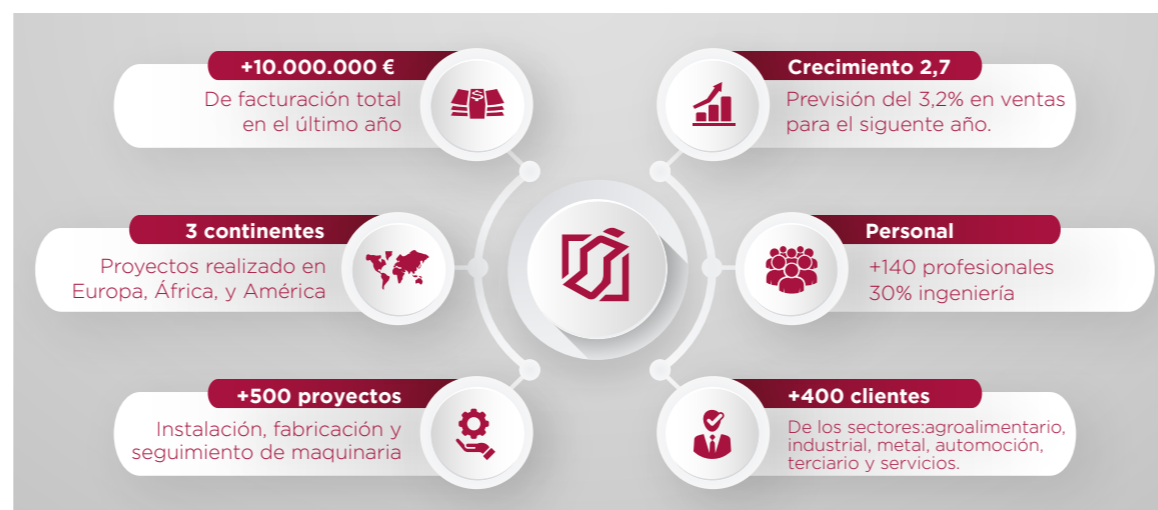 +10.000.000 €
De facturación total
en el último año
Crecimiento 2,7
Previsión del 3,2% en ventas
para el siguente año.
3 continentes
Proyectos realizado en
Europa, África, y América
Personal
+140 profesionales
30% ingeniería
+500 proyectos
Instalación, fabricación y
seguimiento de maquinaria
+400 clientes
De los sectores:agroalimentario,
industrial, metal, automoción,
terciario y servicios.